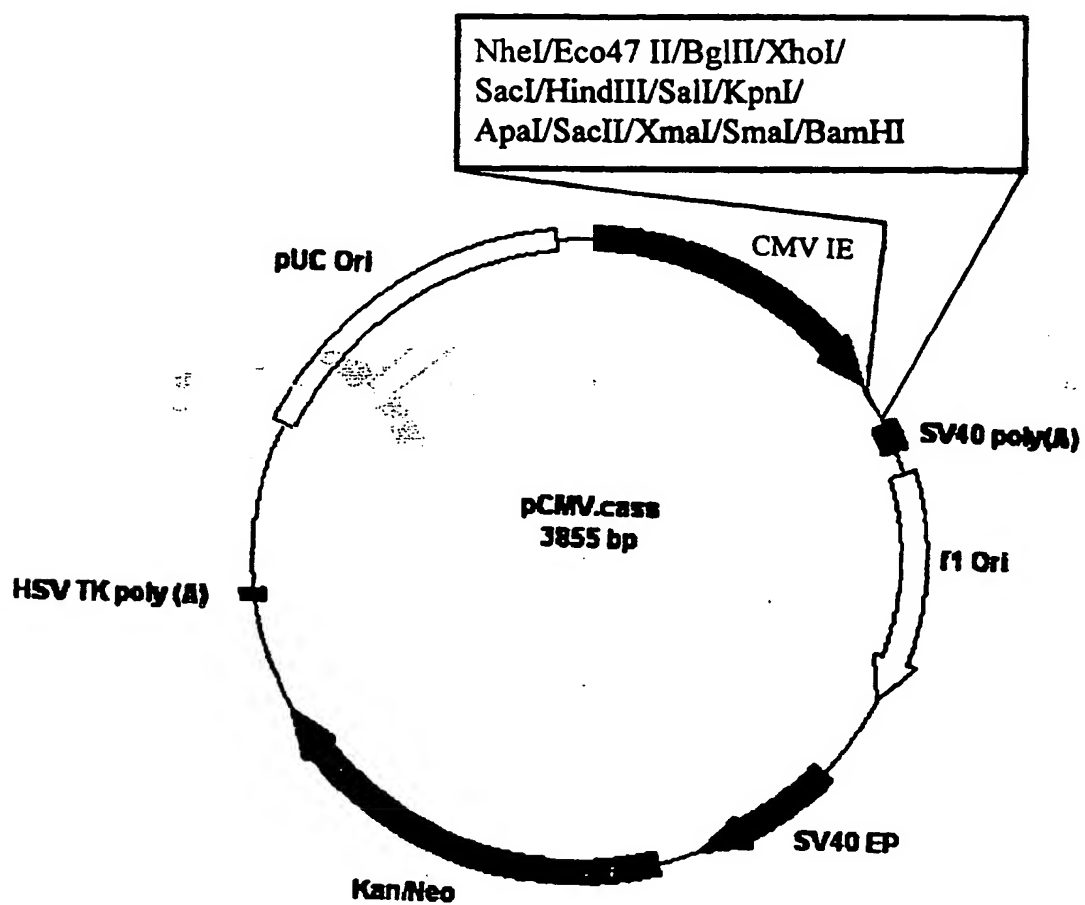 NheI/Eco47 II/BglII/XhoI/
SacI/HindIII/SalI/KpnI/
ApaI/SacII/XmaI/SmaI/BamHI
CMV IE
pUC Ori
SV40 poly(A)
pCMV.cass
3855 bp
f1 Ori
HSV TK poly (A)
SV40 EP
Kan/Neo